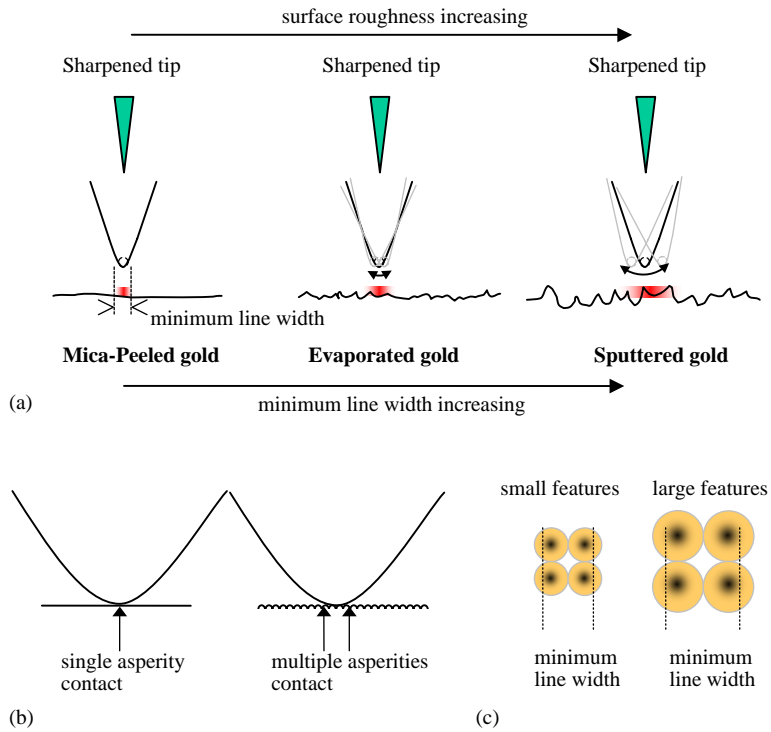 surface roughness increasing
Sharpened tip
Sharpened tip
Sharpened tip
minimum line width
Mica-Peeled gold
Evaporated gold
Sputtered gold
(a)
minimum line width increasing
small features
large features
single asperity
contact
multiple asperities
contact
minimum
line width
minimum
line width
(b)
(c)